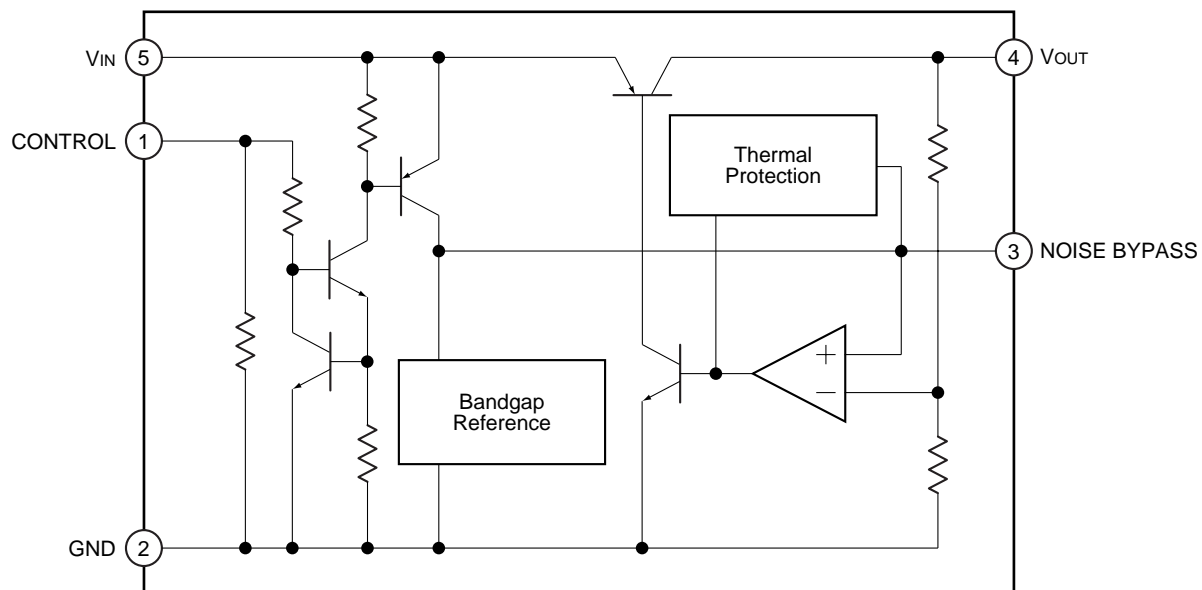 VIN 5
4 VOUT
CONTROL 1
Thermal
Protection
3 NOISE BYPASS
+
−
Bandgap
Reference
GND 2